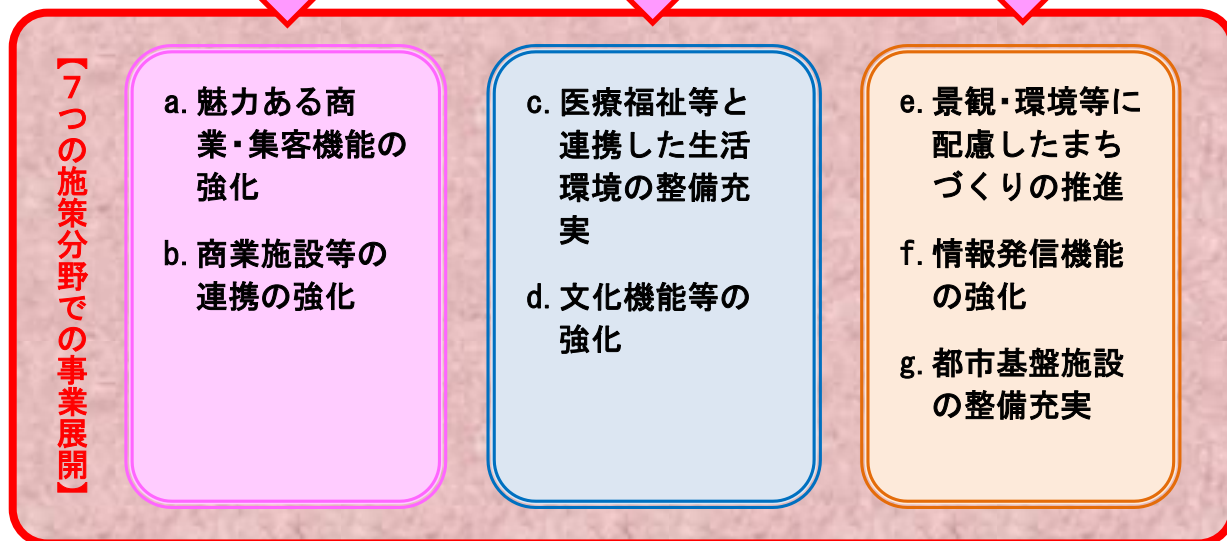 【7つの施策分野での事業展開】
a. 魅力ある商
業・集客機能の
強化
b. 商業施設等の
連携の強化
c. 医療福祉等と
連携した生活
環境の整備充
実
d. 文化機能等の
強化
e. 景観・環境等に
配慮したまち
づくりの推進
f. 情報発信機能
の強化
g. 都市基盤施設
の整備充実